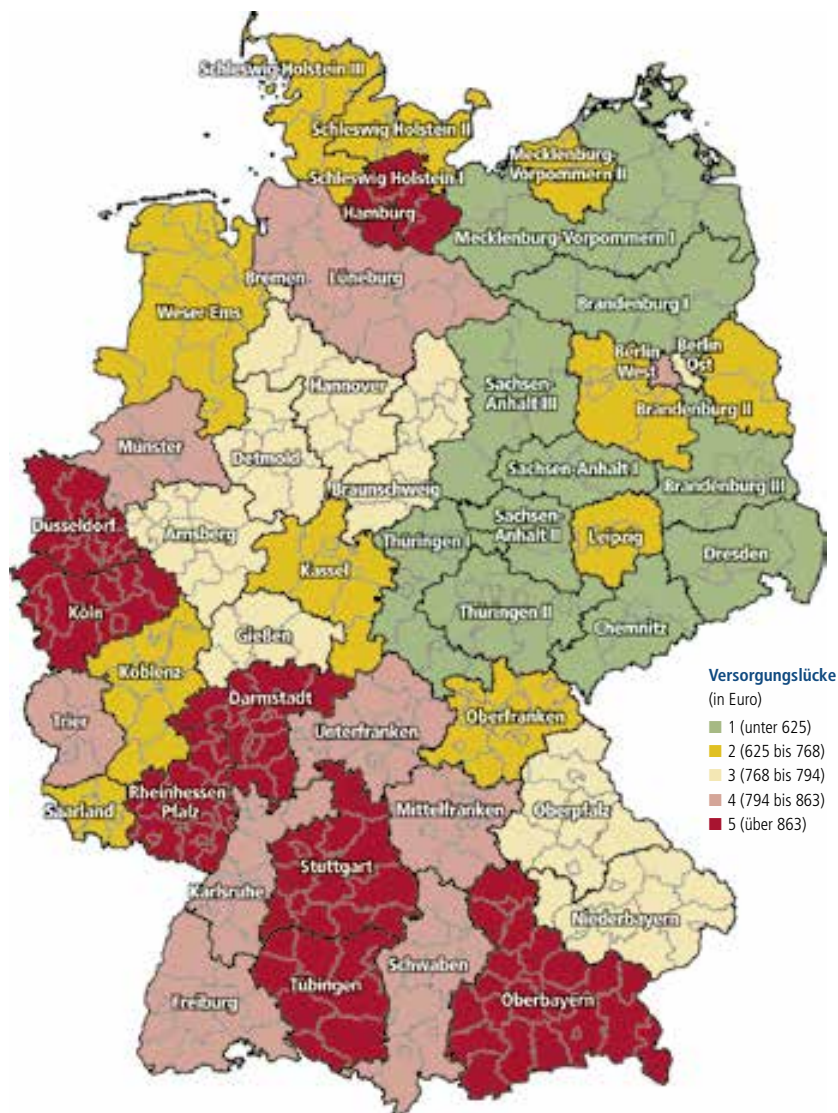 Schleswig-Holstein III
Schleswig Holstein II
Mecklenburg-
Vorpommern II
Schleswig Holstein I
Hamburg
Mecklenburg-Vorpommern I
Bremen
Lüneburg
Brandenburg I
Weser-Ems
Berlin
West
Berlin
Ost
Hannover
Sachsen-
Anhalt III
Brandenburg II
Münster
Detmold
Sachsen-Anhalt I
Braunschweig
Brandenburg III
Düsseldorf
Arnsberg
Thüringen I
Sachsen-
Anhalt II
Leipzig
Dresden
Kassel
Köln
Thüringen II
Chemnitz
Gießen
Koblenz
Darmstadt
Trier
Unterfranken
Oberfranken
Versorgungslücke
(in Euro)
1 (unter 625)
2 (625 bis 768)
3 (768 bis 794)
4 (794 bis 863)
5 (über 863)
Saarland
Rheinhessen
Pfalz
Mittelfranken
Oberpfalz
Stuttgart
Karlsruhe
Niederbayern
Schwaben
Tübingen
Freiburg
Oberbayern